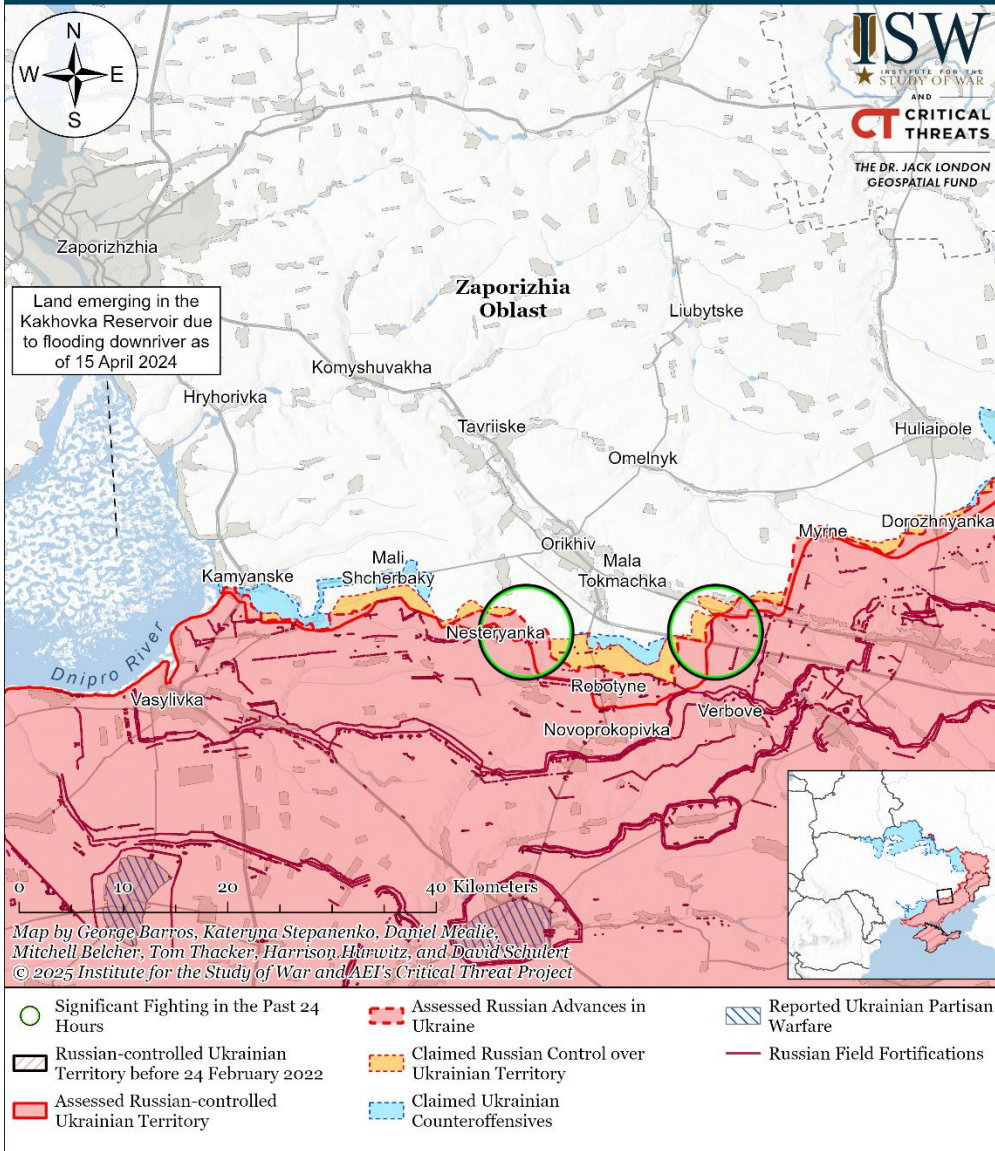 N
W E
S
ISW
INSTITUTE FOR THE
STUDY OF WAR
AND
CT CRITICAL
THREATS
THE DR. JACK LONDON
GEOSPATIAL FUND
Zaporizhzhia
Land emerging in the
Kakhovka Reservoir due
to flooding downriver as
of 15 April 2024
Zaporizhia
Oblast
Liubytske
Komyshuvakha
Hryhorivka
Tavriiske
Huliaipole
Omelnyk
Dorozhnyanka
Myrne
Orikhiv
Mali
Shcherbaky
Mala
Tokmachka
Kamyanske
Nesteryanka
Dnipro River
Robotyne
Vasylivka
Verbove
Novoprokopivka
0 10 20 40 Kilometers
Map by George Barros, Kateryna Stepanenko, Daniel Mealie,
Mitchell Belcher, Tom Thacker, Harrison Hurwitz, and David Schulert
© 2025 Institute for the Study of War and AEI's Critical Threat Project
Significant Fighting in the Past 24
Hours
Russian-controlled Ukrainian
Territory before 24 February 2022
Assessed Russian-controlled
Ukrainian Territory
Assessed Russian Advances in
Ukraine
Claimed Russian Control over
Ukrainian Territory
Claimed Ukrainian
Counteroffensives
Reported Ukrainian Partisan
Warfare
Russian Field Fortifications